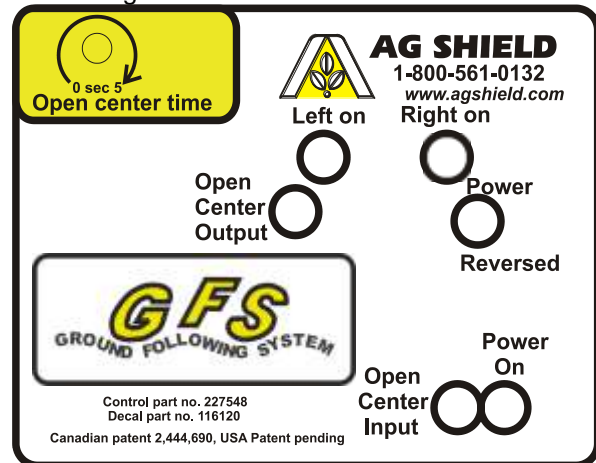 0 sec 5
Open center time
AG SHIELD
1-800-561-0132
www.agshield.com
Left on
Right on
Open
Center
Output
Power
Reversed
GFS
GROUND FOLLOWING SYSTEM
Control part no. 227548
Decal part no. 116120
Canadian patent 2,444,690, USA Patent pending
Open
Center
Input
Power
On